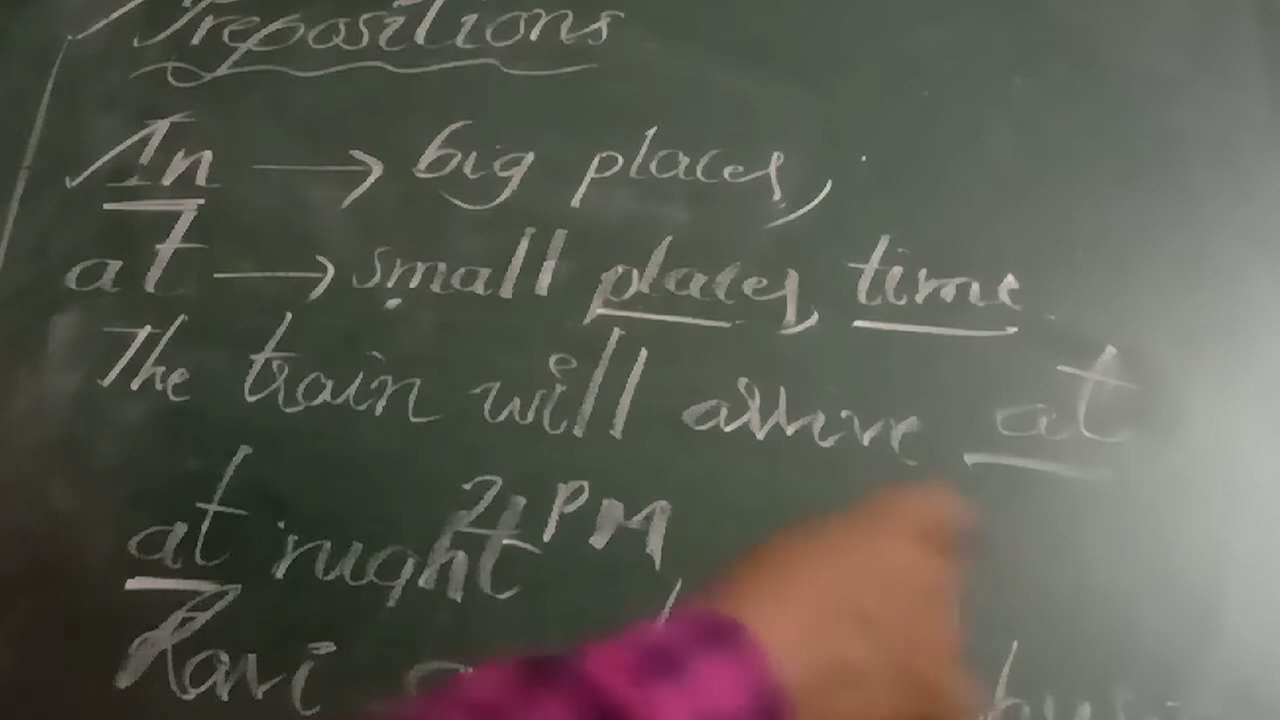 Prepositions
In → big places,
at → small places, time
The train will arrive at
2 PM
at night
Ravi